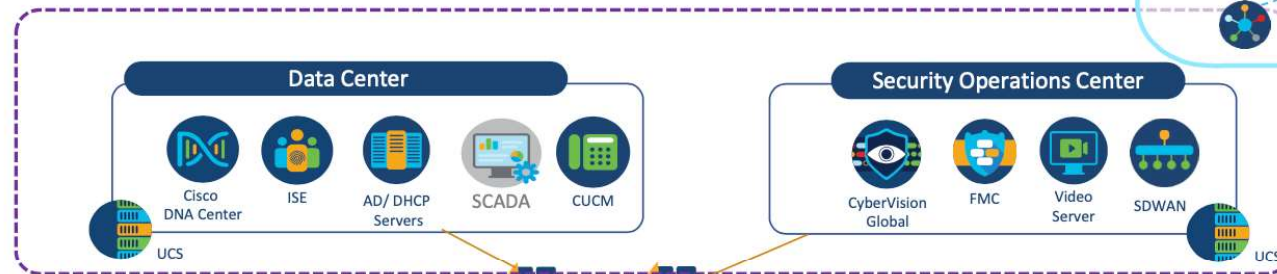 Data Center
Cisco
DNA Center
ISE
AD/ DHCP
Servers
SCADA
CUCM
UCS
Security Operations Center
CyberVision
Global
FMC
Video
Server
SDWAN
UCS